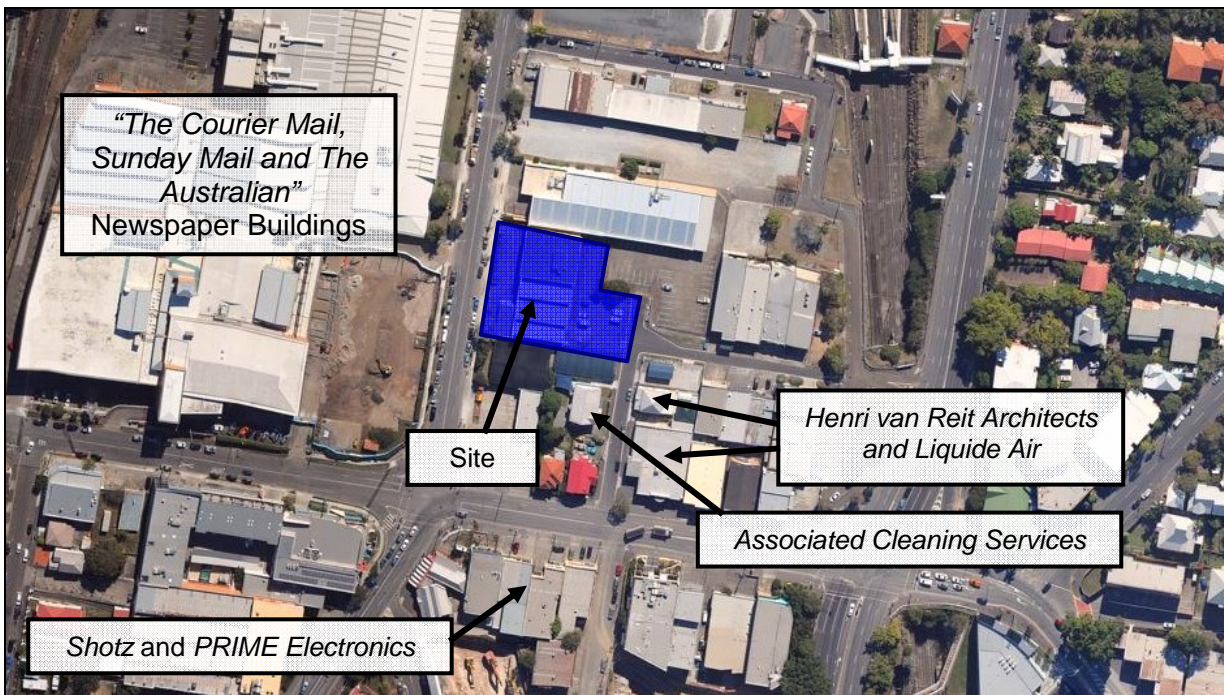 “The Courier Mail,
Sunday Mail and The
Australian”
Newspaper Buildings
Site
Henri van Reit Architects
and Liquide Air
Associated Cleaning Services
Shotz and PRIME Electronics